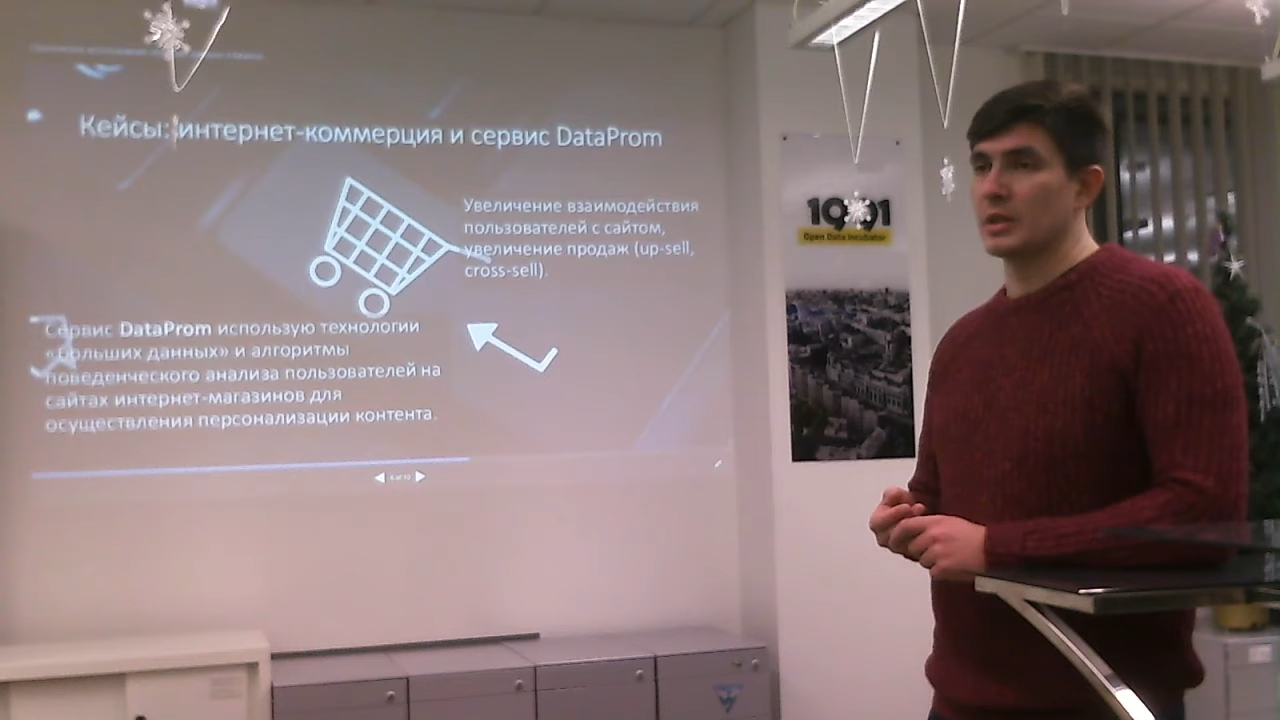 Кейсы: интернет-коммерция и сервис DataProm
Увеличение взаимодействия
пользователей с сайтом,
увеличение продаж (up-sell,
cross-sell).
Сервис DataProm использую технологии
«больших данных» и алгоритмы
поведенческого анализа пользователей на
сайтах интернет-магазинов для
осуществления персонализации контента.
1991
Open Data Incubator